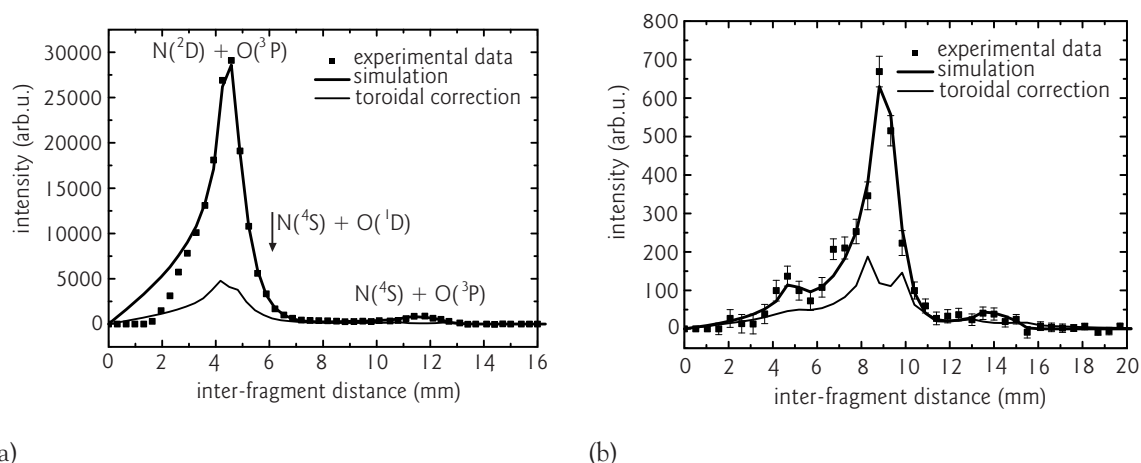 N(²D) + O(³P)
experimental data
simulation
toroidal correction
N(⁴S) + O(¹D)
N(⁴S) + O(³P)
intensity (arb.u.)
30000
25000
20000
15000
10000
5000
0
0 2 4 6 8 10 12 14 16
inter-fragment distance (mm)
a)
experimental data
simulation
toroidal correction
intensity (arb.u.)
800
700
600
500
400
300
200
100
0
0 2 4 6 8 10 12 14 16 18 20
inter-fragment distance (mm)
(b)